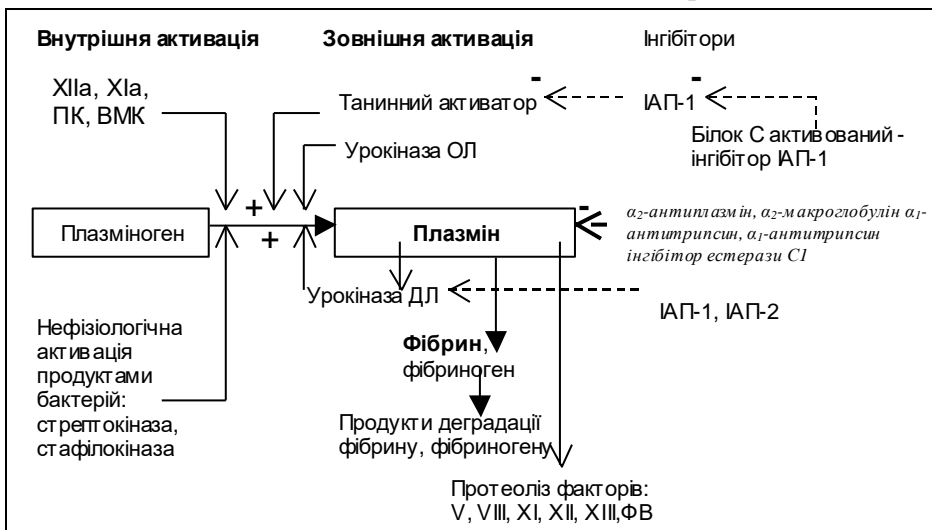 Внутрішня активація
Зовнішня активація
Інгібітори
XIIa, XIa,
ПК, ВМК
Танинний активатор
-
ІАП-1
-
Білок С активований -
інгібітор ІАП-1
Урокіназа ОЛ
+
+
Плазміноген
Плазмін
-
α2-антиплазмін, α2-макроглобулін α1-
антитрипсин, α1-антитрипсин
інгібітор естерази С1
Урокіназа ДЛ
ІАП-1, ІАП-2
Нефізіологічна
активація
продуктами
бактерій:
стрептокіназа,
стафілокіназа
Фібрин,
фібриноген
Продукти деградації
фібрину, фібриногену
Протеоліз факторів:
V, VIII, XI, XII, XIII,ФВ